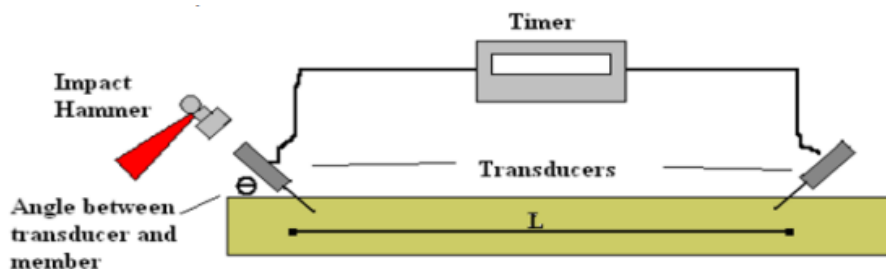 Timer
Impact
Hammer
Transducers
Θ
Angle between
transducer and
member
L